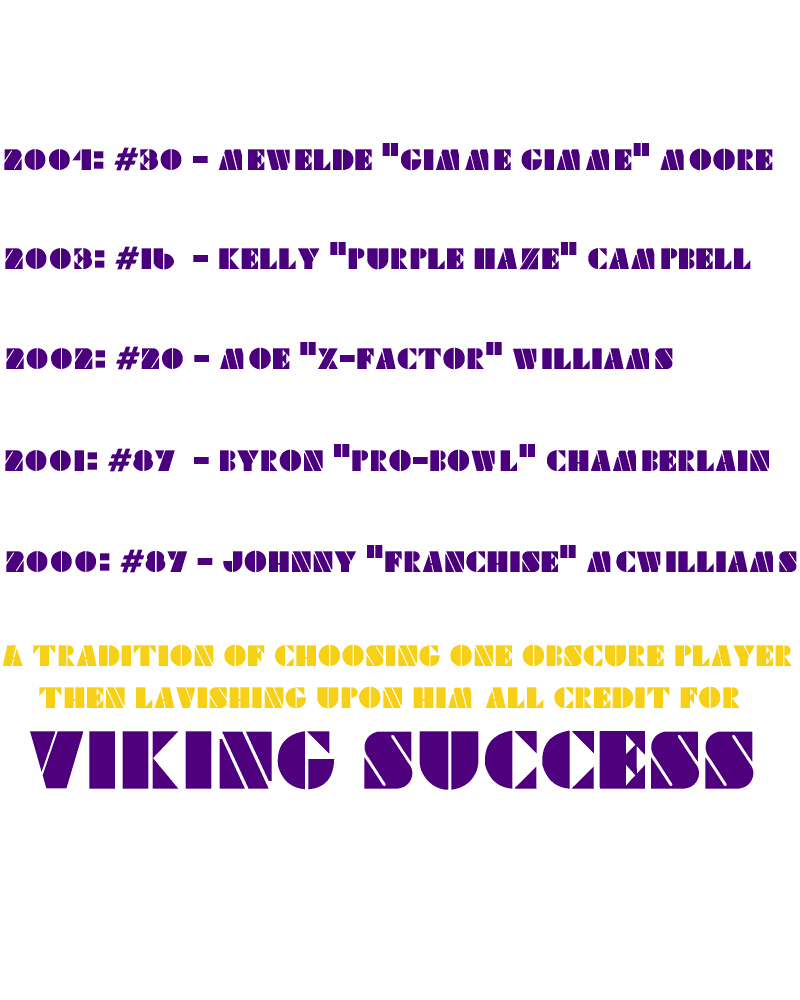 2004: #30 - MEWELDE "GIMME GIMME" MOORE
2003: #16 - KELLY "PURPLE HAZE" CAMPBELL
2002: #20 - MOE "X-FACTOR" WILLIAMS
2001: #87 - BYRON "PRO-BOWL" CHAMBERLAIN
2000: #87 - JOHNNY "FRANCHISE" MCWILLIAMS
A TRADITION OF CHOOSING ONE OBSCURE PLAYER
THEN LAVISHING UPON HIM ALL CREDIT FOR
VIKING SUCCESS